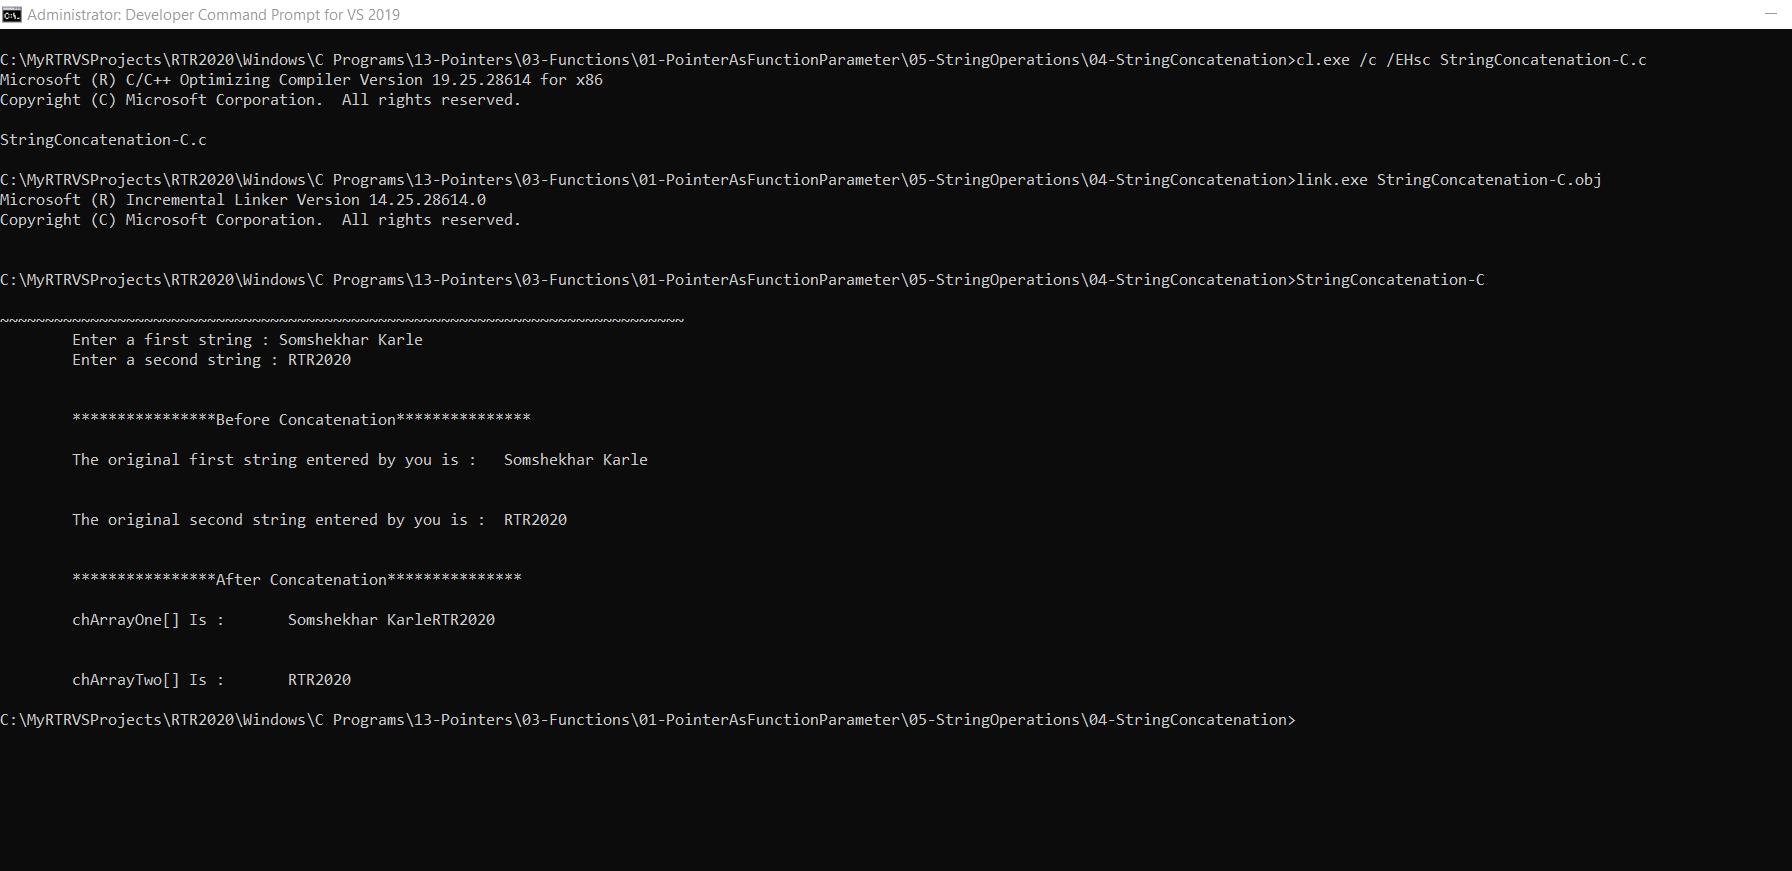 Administrator: Developer Command Prompt for VS 2019
C:\MyRTRVSProjects\RTR2020\Windows\C Programs\13-Pointers\03-Functions\01-PointerAsFunctionParameter\05-StringOperations\04-StringConcatenation>cl.exe /c /EHsc StringConcatenation-C.c
Microsoft (R) C/C++ Optimizing Compiler Version 19.25.28614 for x86
Copyright (C) Microsoft Corporation.  All rights reserved.
StringConcatenation-C.c
C:\MyRTRVSProjects\RTR2020\Windows\C Programs\13-Pointers\03-Functions\01-PointerAsFunctionParameter\05-StringOperations\04-StringConcatenation>link.exe StringConcatenation-C.obj
Microsoft (R) Incremental Linker Version 14.25.28614.0
Copyright (C) Microsoft Corporation.  All rights reserved.
C:\MyRTRVSProjects\RTR2020\Windows\C Programs\13-Pointers\03-Functions\01-PointerAsFunctionParameter\05-StringOperations\04-StringConcatenation>StringConcatenation-C
~~~~~~~~~~~~~~~~~~~~~~~~~~~~~~~~~~~~~~~~~~~~~~~~~~~~~~~~~~~~~~~~~~~~~~~~~~~~
Enter a first string : Somshekhar Karle
Enter a second string : RTR2020
****************Before Concatenation***************
The original first string entered by you is :   Somshekhar Karle
The original second string entered by you is :  RTR2020
****************After Concatenation***************
chArrayOne[] Is :       Somshekhar KarleRTR2020
chArrayTwo[] Is :       RTR2020
C:\MyRTRVSProjects\RTR2020\Windows\C Programs\13-Pointers\03-Functions\01-PointerAsFunctionParameter\05-StringOperations\04-StringConcatenation>